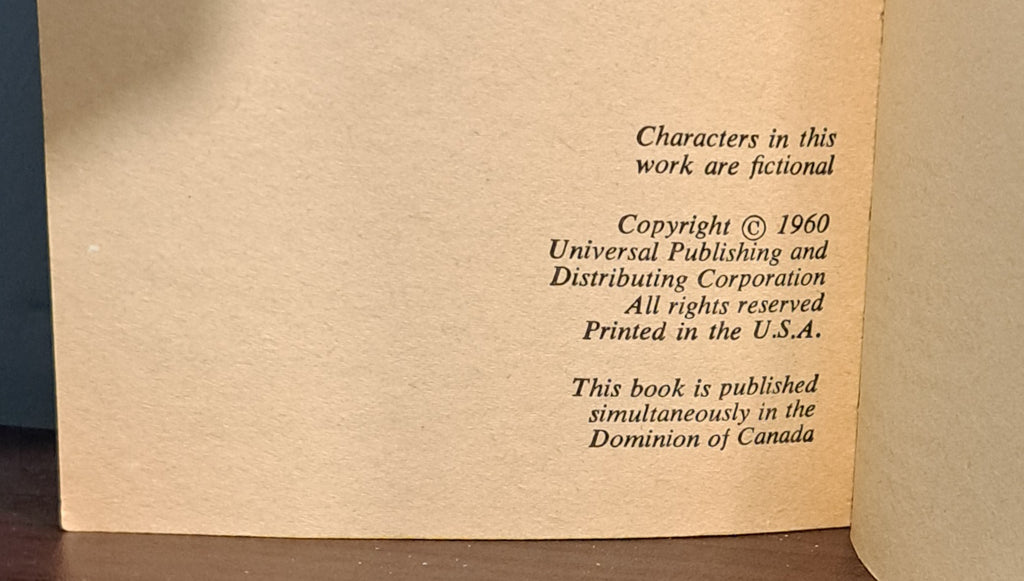 Characters in this
work are fictional
Copyright © 1960
Universal Publishing and
Distributing Corporation
All rights reserved
Printed in the U.S.A.
This book is published
simultaneously in the
Dominion of Canada